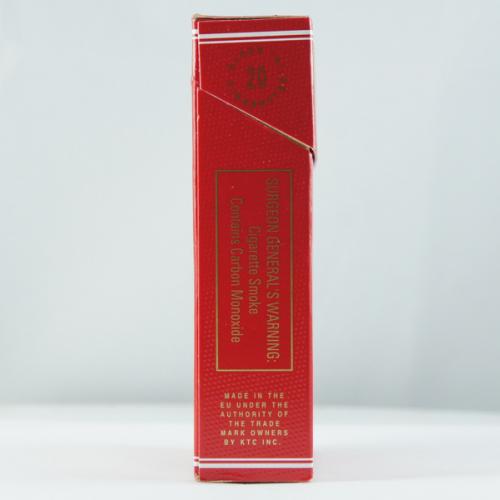 20
SURGEON GENERAL'S WARNING:
Cigarette Smoke
Contains Carbon Monoxide
MADE IN THE
EU UNDER THE
AUTHORITY OF
THE TRADE
MARK OWNERS
BY KTC INC.